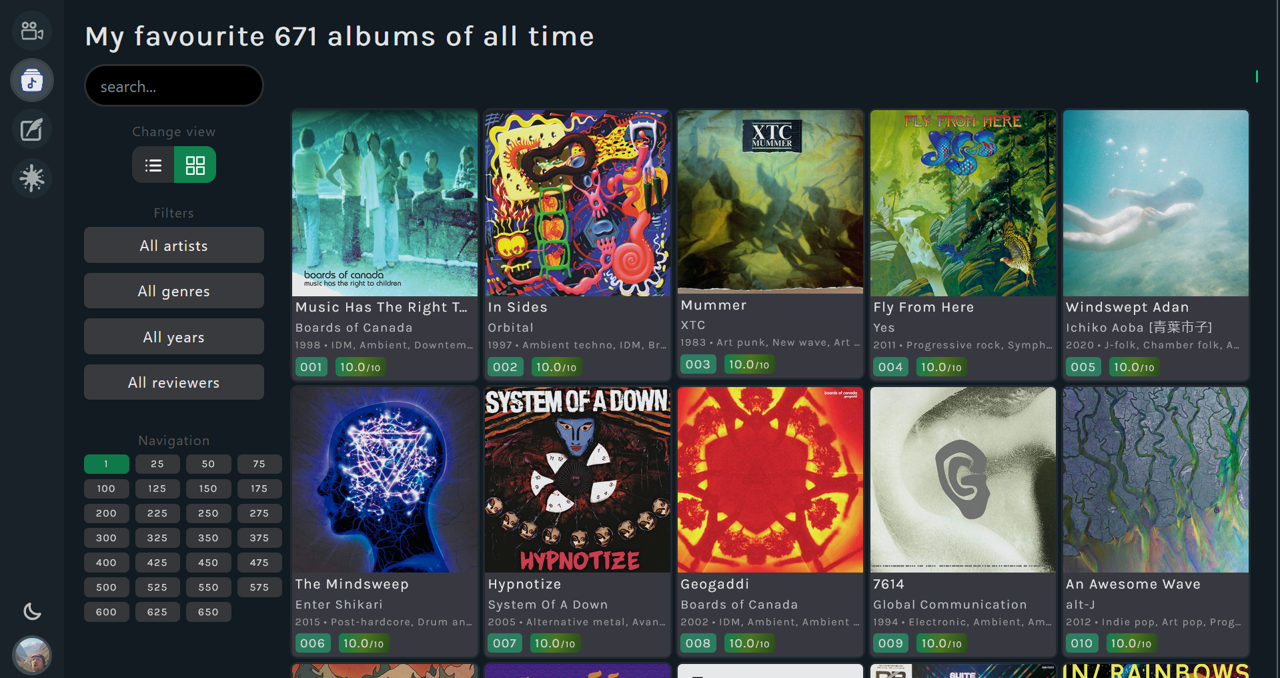 My favourite 671 albums of all time
search...
Change view
Filters
All artists
All genres
All years
All reviewers
Navigation
1 25 50 75
100 125 150 175
200 225 250 275
300 325 350 375
400 425 450 475
500 525 550 575
600 625 650
boards of canada
music has the right to children
Music Has The Right T...
Boards of Canada
1998 • IDM, Ambient, Downtem...
001 10.0/10
In Sides
Orbital
1997 • Ambient techno, IDM, Br...
002 10.0/10
XTC
MUMMER
Mummer
XTC
1983 • Art punk, New wave, Art ...
003 10.0/10
FLY FROM HERE
YES
Fly From Here
Yes
2011 • Progressive rock, Symph...
004 10.0/10
Windswept Adan
Ichiko Aoba [青葉市子]
2020 • J-folk, Chamber folk, A...
005 10.0/10
The Mindsweep
Enter Shikari
2015 • Post-hardcore, Drum an...
006 10.0/10
SYSTEM OF A DOWN
HYPNOTIZE
Hypnotize
System Of A Down
2005 • Alternative metal, Avan...
007 10.0/10
boards of canada
geogaddi
Geogaddi
Boards of Canada
2002 • IDM, Ambient, Ambient ...
008 10.0/10
7614
Global Communication
1994 • Electronic, Ambient, Am...
009 10.0/10
An Awesome Wave
alt-J
2012 • Indie pop, Art pop, Prog...
010 10.0/10
SUITE
IN/ RAINBOWS